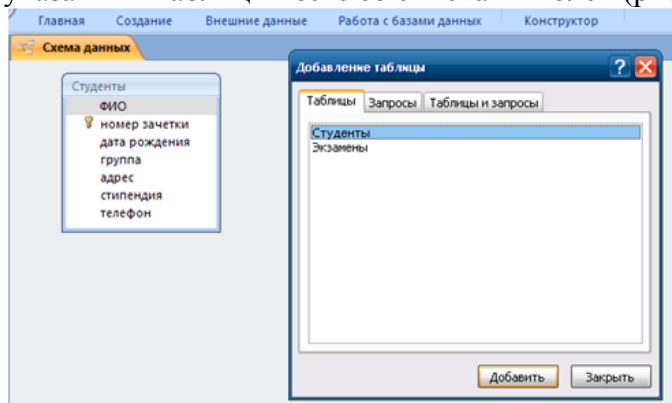 Главная Создание Внешние данные Работа с базами данных Конструктор
Схема данных
Студенты
ФИО
номер зачетки
дата рождения
группа
адрес
стипендия
телефон
Добавление таблицы
Таблицы Запросы Таблицы и запросы
Студенты
Экзамены
Добавить Закрыть